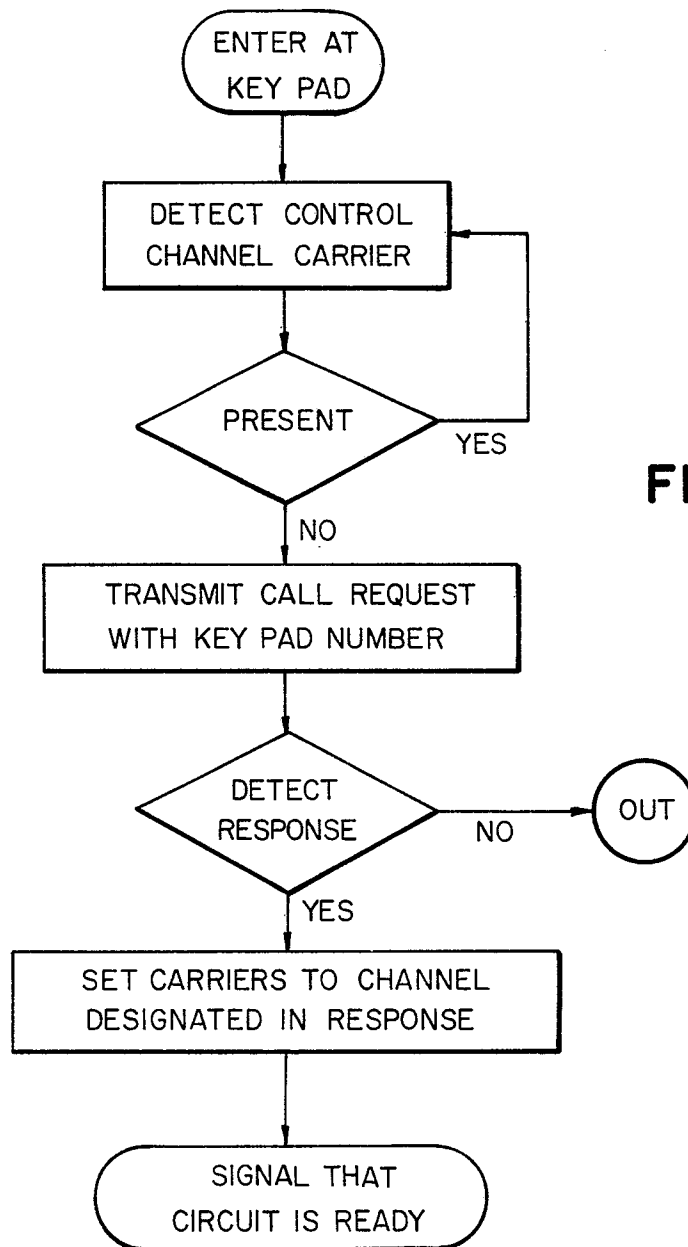 ENTER AT
KEY PAD
DETECT CONTROL
CHANNEL CARRIER
PRESENT
YES
NO
TRANSMIT CALL REQUEST
WITH KEY PAD NUMBER
DETECT
RESPONSE
NO
OUT
YES
SET CARRIERS TO CHANNEL
DESIGNATED IN RESPONSE
SIGNAL THAT
CIRCUIT IS READY